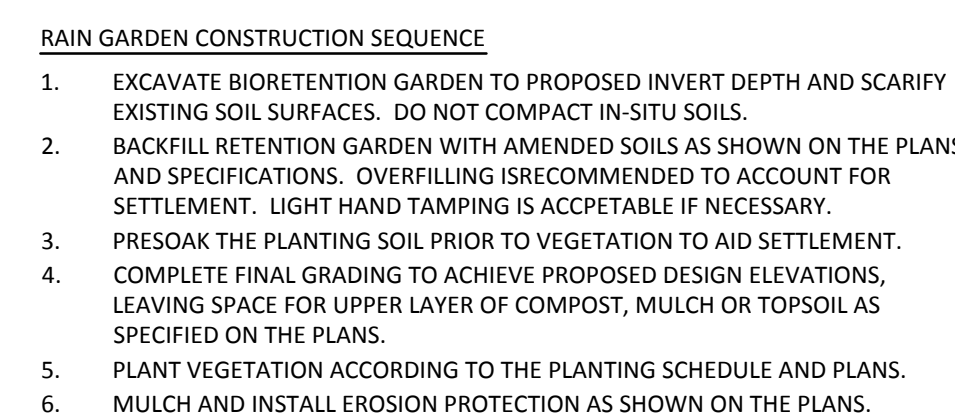 RAIN GARDEN CONSTRUCTION SEQUENCE
1. EXCAVATE BIORETENTION GARDEN TO PROPOSED INVERT DEPTH AND SCARIFY
EXISTING SOIL SURFACES. DO NOT COMPACT IN-SITU SOILS.
2. BACKFILL RETENTION GARDEN WITH AMENDED SOILS AS SHOWN ON THE PLANS
AND SPECIFICATIONS. OVERFILLING ISRECOMMENDED TO ACCOUNT FOR
SETTLEMENT. LIGHT HAND TAMPING IS ACCPETABLE IF NECESSARY.
3. PRESOAK THE PLANTING SOIL PRIOR TO VEGETATION TO AID SETTLEMENT.
4. COMPLETE FINAL GRADING TO ACHIEVE PROPOSED DESIGN ELEVATIONS,
LEAVING SPACE FOR UPPER LAYER OF COMPOST, MULCH OR TOPSOIL AS
SPECIFIED ON THE PLANS.
5. PLANT VEGETATION ACCORDING TO THE PLANTING SCHEDULE AND PLANS.
6. MULCH AND INSTALL EROSION PROTECTION AS SHOWN ON THE PLANS.